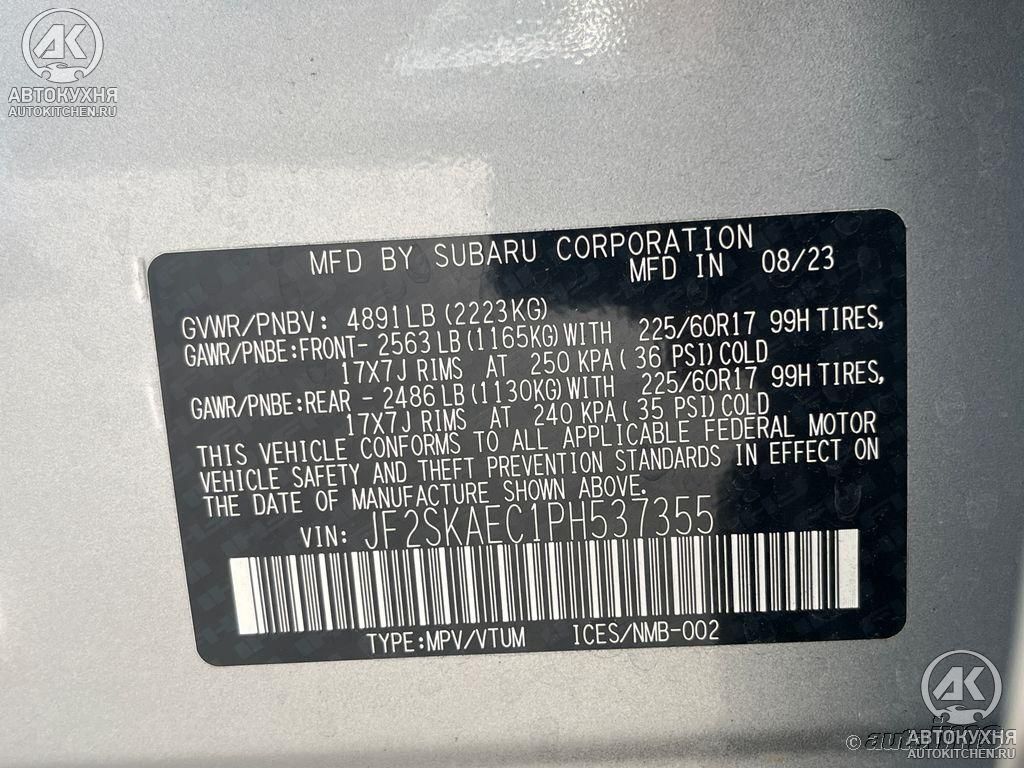 AK
АВТОКУХНЯ
AUTOKITCHEN.RU
MFD BY SUBARU CORPORATION
MFD IN 08/23
GVWR/PNBV: 4891LB (2223KG)
GAWR/PNBE:FRONT- 2563LB (1165KG)WITH 225/60R17 99H TIRES,
17X7J RIMS AT 250 KPA ( 36 PSI)COLD
GAWR/PNBE:REAR - 2486LB (1130KG)WITH 225/60R17 99H TIRES,
17X7J RIMS AT 240 KPA ( 35 PSI)COLD
THIS VEHICLE CONFORMS TO ALL APPLICABLE FEDERAL MOTOR
VEHICLE SAFETY AND THEFT PREVENTION STANDARDS IN EFFECT ON
THE DATE OF MANUFACTURE SHOWN ABOVE.
VIN: JF2SKAEC1PH537355
TYPE:MPV/VTUM ICES/NMB-002
AK
АВТОКУХНЯ
AUTOKITCHEN.RU